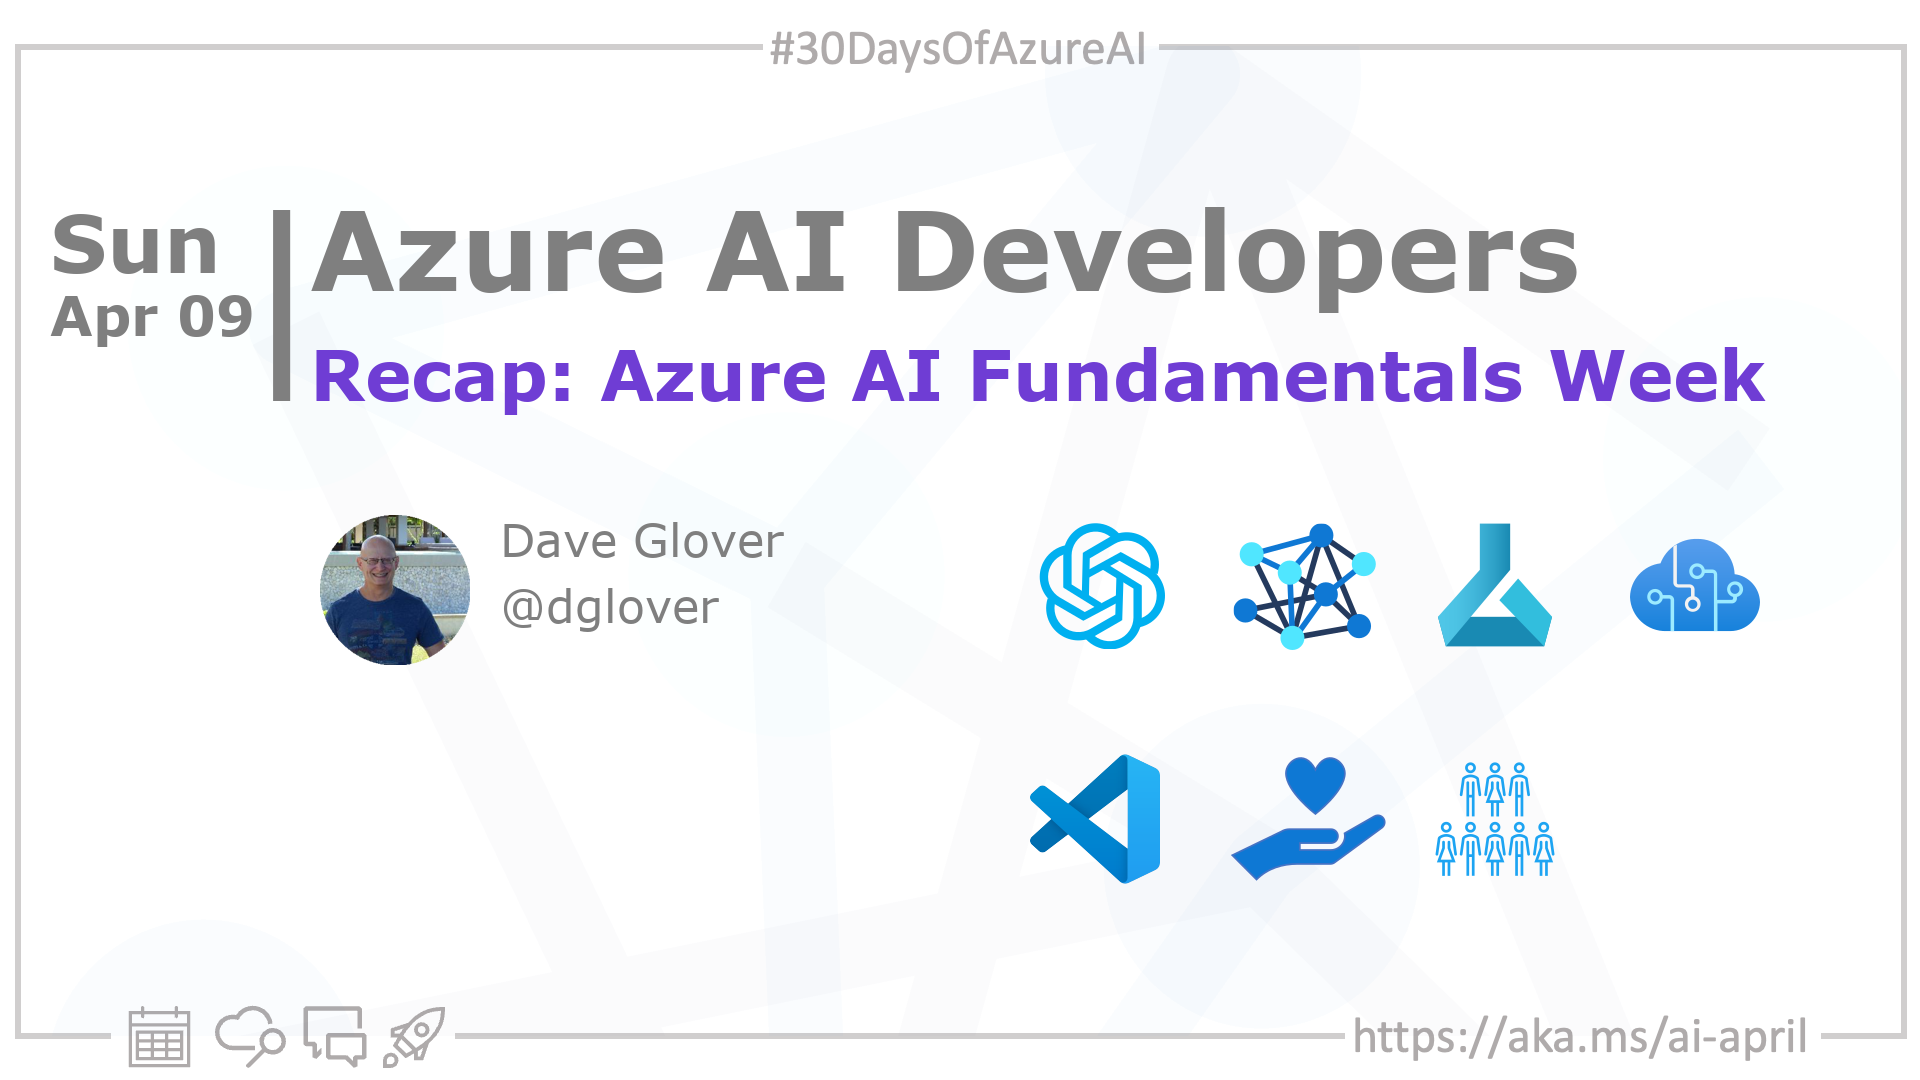 #30DaysOfAzureAI
Sun
Apr 09
Azure AI Developers
Recap: Azure AI Fundamentals Week
Dave Glover
@dglover
https://aka.ms/ai-april